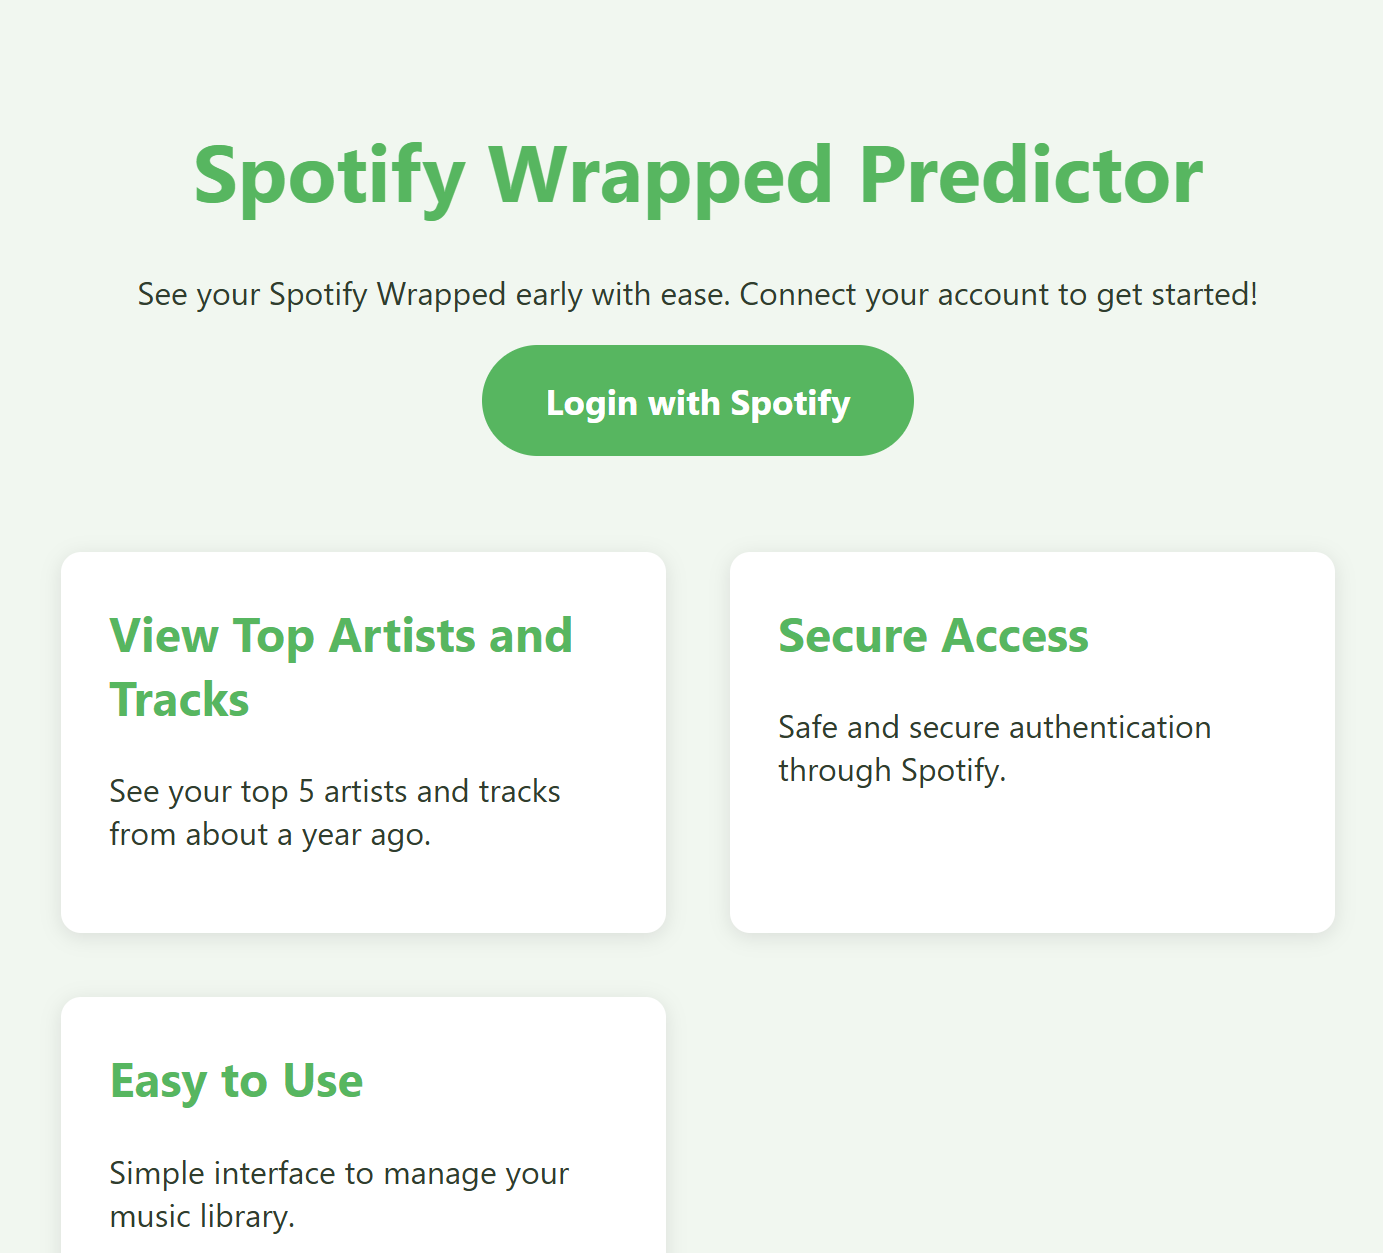 Spotify Wrapped Predictor
See your Spotify Wrapped early with ease. Connect your account to get started!
Login with Spotify
View Top Artists and
Tracks
See your top 5 artists and tracks
from about a year ago.
Secure Access
Safe and secure authentication
through Spotify.
Easy to Use
Simple interface to manage your
music library.